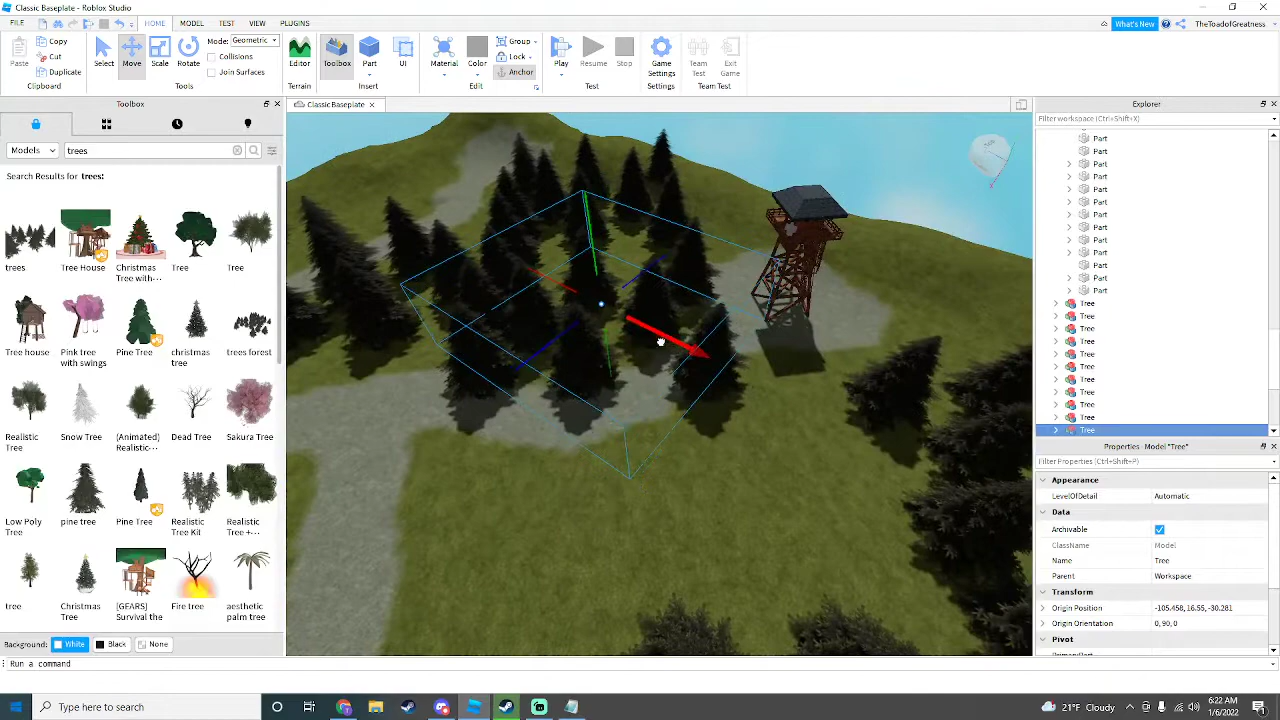 Classic Baseplate - Roblox Studio
FILE
HOME
MODEL
TEST
VIEW
PLUGINS
What's New
TheToadofGreatness
Paste
Copy
Cut
Duplicate
Clipboard
Select
Move
Scale
Rotate
Mode: Geometric
Collisions
Join Surfaces
Tools
Editor
Terrain
Toolbox
Part
UI
Insert
Material
Color
Group
Lock
Anchor
Edit
Play
Resume
Stop
Test
Game Settings
Settings
Team Test
Exit Game
Team Test
Toolbox
Classic Baseplate
Explorer
Filter workspace (Ctrl+Shift+X)
Models
trees
Search Results for trees:
trees
Tree House
Christmas Tree with...
Tree
Tree
Tree house
Pink tree with swings
christmas tree
trees forest
Pine Tree
Realistic Tree
Snow Tree
(Animated) Realistic...
Dead Tree
Sakura Tree
Low Poly Tree
pine tree
Pine Tree
Realistic Tree Kit
Realistic Tree +...
tree
Christmas Tree
[GEARS] Survival the...
Fire tree
aesthetic palm tree
Background:
White
Black
None
Part
Part
Part
Part
Part
Part
Part
Part
Part
Part
Part
Part
Part
Tree
Tree
Tree
Tree
Tree
Tree
Tree
Tree
Tree
Tree
Tree
Properties - Model "Tree"
Filter Properties (Ctrl+Shift+P)
Appearance
LevelOfDetail Automatic
Data
Archivable
ClassName Model
Name Tree
Parent Workspace
Transform
Origin Position -105.458, 16.55, -30.281
Origin Orientation 0, 90, 0
Pivot
Run a command
Type here to search
29°F Cloudy
6:22 AM
1/6/2022